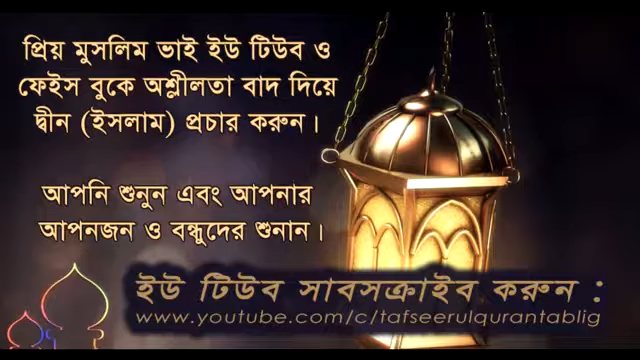 প্রিয় মুসলিম ভাই ইউ টিউব ও
ফেইস বুকে অশ্লীলতা বাদ দিয়ে
দ্বীন (ইসলাম) প্রচার করুন।
আপনি শুনুন এবং আপনার
আপনজন ও বন্ধুদের শুনান।
ইউ টিউব সাবসক্রাইব করুন :
www.youtube.com/c/tafseerulqurantablig